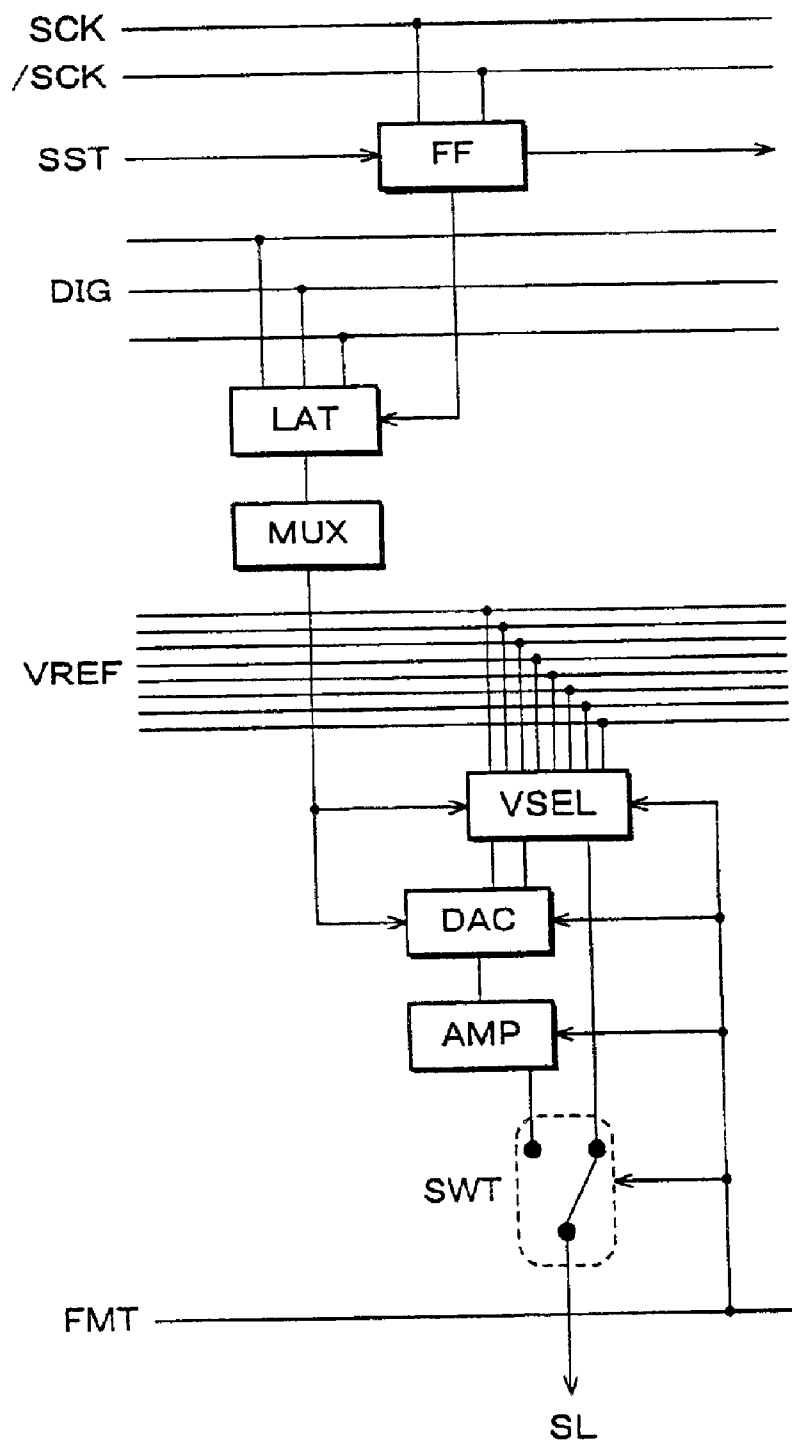 SCK
/SCK
SST
FF
DIG
LAT
MUX
VREF
VSEL
DAC
AMP
SWT
FMT
SL